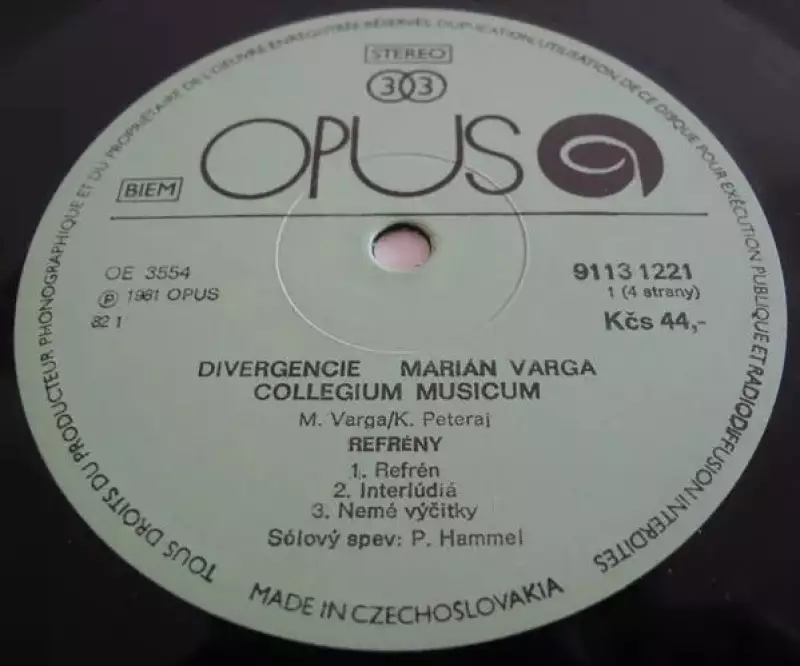 STEREO
33
OPUS
BIEM
OE 3554
9113 1221
Ⓟ 1981 OPUS
1 (4 strany)
82 1
Kčs 44,-
DIVERGENCIE MARIÁN VARGA
COLLEGIUM MUSICUM
M. Varga/K. Peteraj
REFRÉNY
1. Refrén
2. Interlúdiá
3. Nemé výčitky
Sólový spev: P. Hammel
TOUS DROITS DU PRODUCTEUR PHONOGRAPHIQUE ET DU PROPRIÉTAIRE DE L'OEUVRE ENREGISTRÉE RÉSERVÉS. DUPLICATION, UTILISATION DE CE DISQUE POUR EXÉCUTION PUBLIQUE ET RADIODIFFUSION INTERDITES
MADE IN CZECHOSLOVAKIA